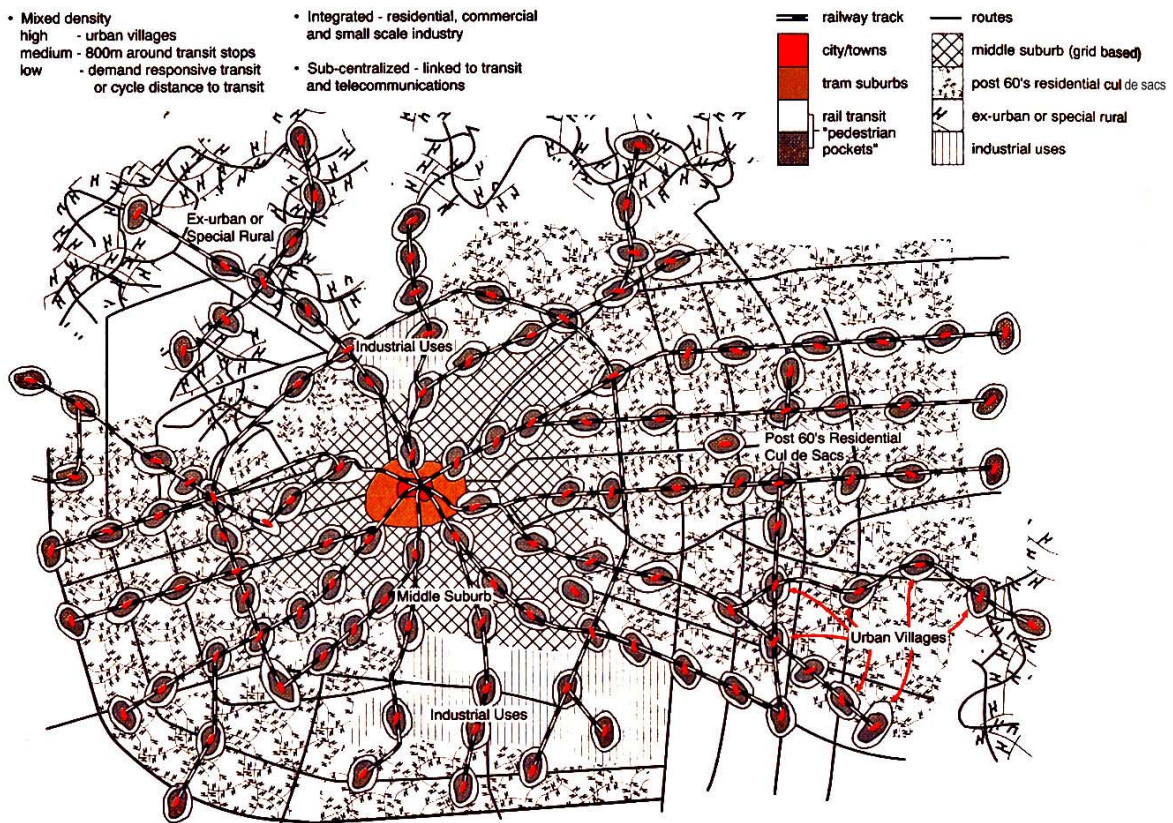 • Mixed density
high - urban villages
medium - 800m around transit stops
low - demand responsive transit
or cycle distance to transit
• Integrated - residential, commercial
and small scale industry
• Sub-centralized - linked to transit
and telecommunications
railway track
city/towns
tram suburbs
rail transit
"pedestrian
pockets"
routes
middle suburb (grid based)
post 60's residential cul de sacs
ex-urban or special rural
industrial uses
Ex-urban or
Special Rural
Industrial Uses
Post 60's Residential
Cul de Sacs
Middle Suburb
Urban Villages
Industrial Uses